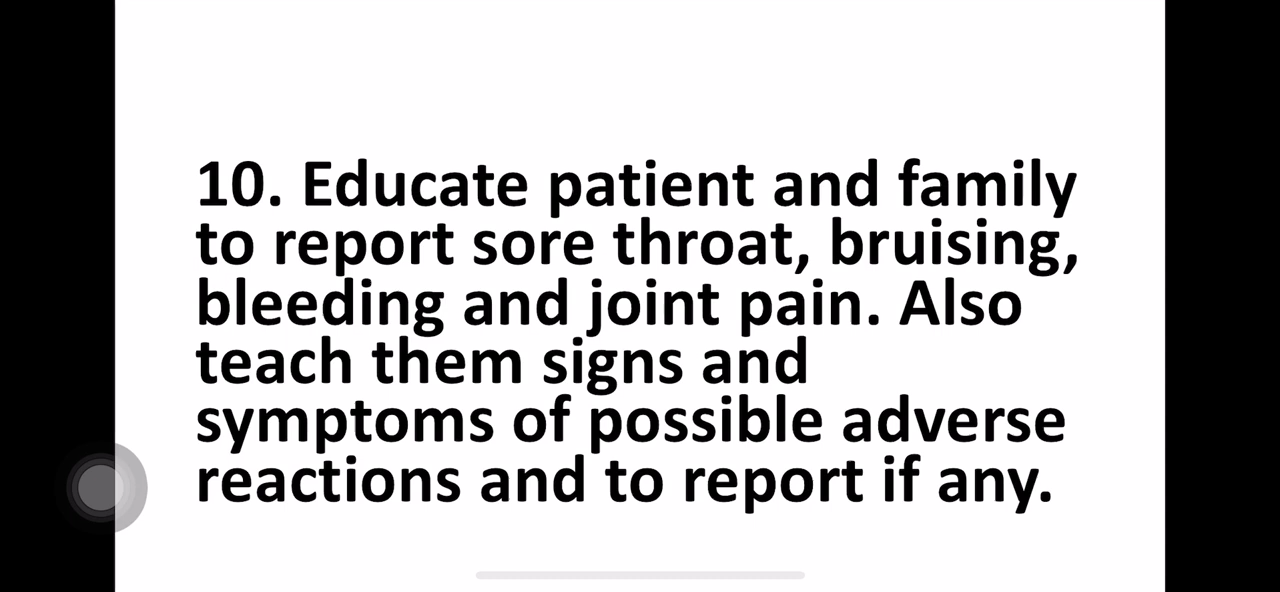 10. Educate patient and family
to report sore throat, bruising,
bleeding and joint pain. Also
teach them signs and
symptoms of possible adverse
reactions and to report if any.